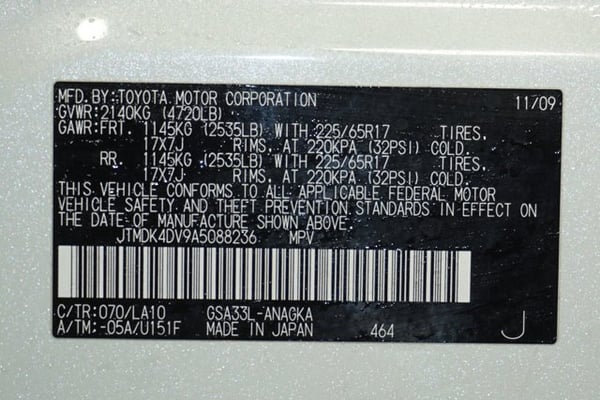 MFD. BY: TOYOTA MOTOR CORPORATION 11/09
GVWR: 2140KG (4720LB)
GAWR: FRT. 1145KG (2535LB) WITH 225/65R17 TIRES,
17X7J RIMS, AT 220KPA (32PSI) COLD.
RR. 1145KG (2535LB) WITH 225/65R17 TIRES,
17X7J RIMS, AT 220KPA (32PSI) COLD.
THIS VEHICLE CONFORMS TO ALL APPLICABLE FEDERAL MOTOR
VEHICLE SAFETY AND THEFT PREVENTION STANDARDS IN EFFECT ON
THE DATE OF MANUFACTURE SHOWN ABOVE.
JTMDK4DV9A5088236 MPV
C/TR: 070/LA10 GSA33L-ANAGKA
A/TM: -05A/U151F MADE IN JAPAN 464 J